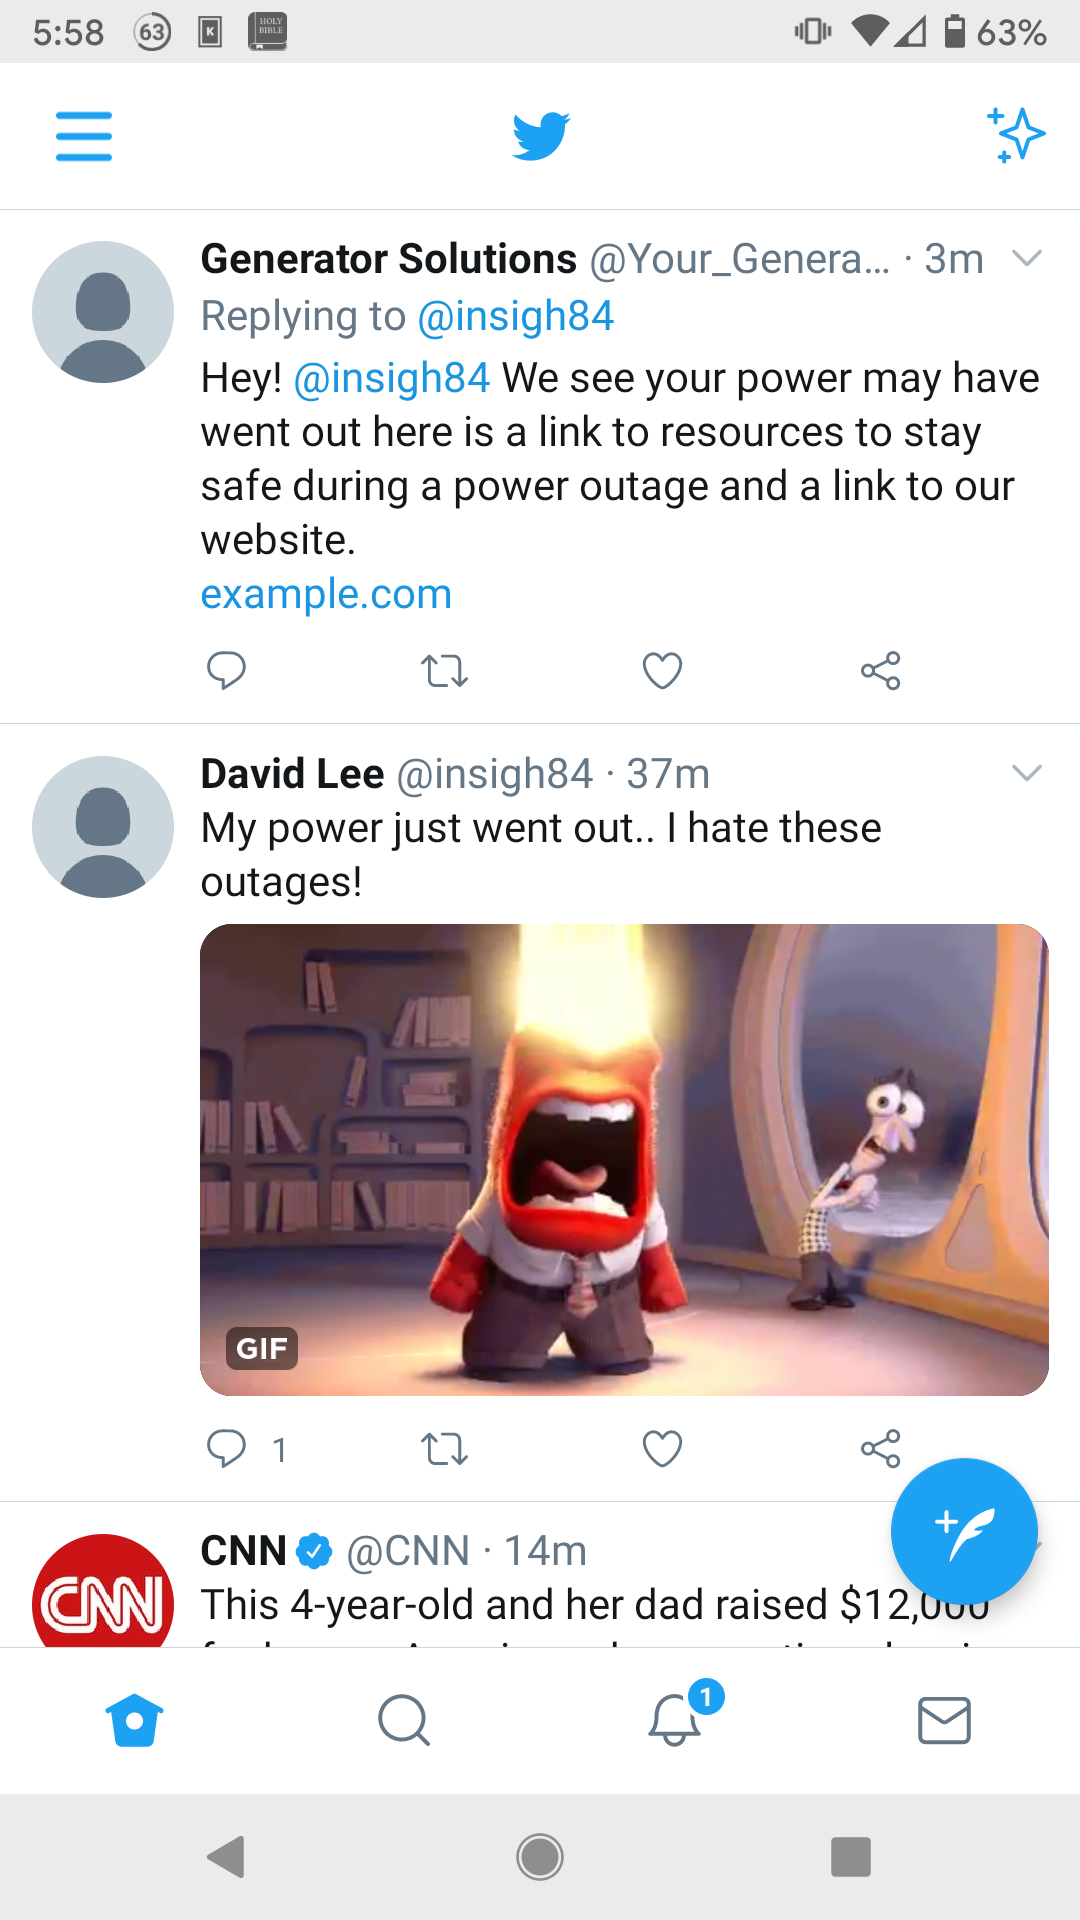 5:58 63 K HOLY BIBLE 63%
Generator Solutions @Your_Genera... · 3m
Replying to @insigh84
Hey! @insigh84 We see your power may have
went out here is a link to resources to stay
safe during a power outage and a link to our
website.
example.com
David Lee @insigh84 · 37m
My power just went out.. I hate these
outages!
GIF
1
CNN @CNN · 14m
CNN
This 4-year-old and her dad raised $12,000
1